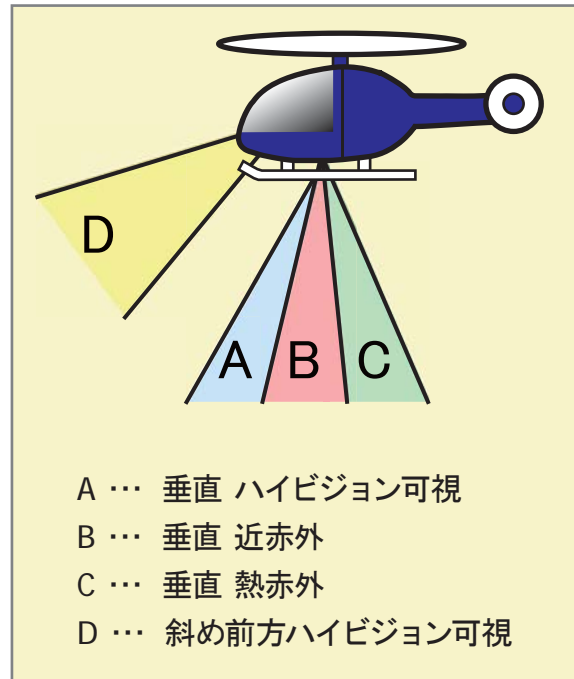 D
A B C
A ··· 垂直 ハイビジョン可視
B ··· 垂直 近赤外
C ··· 垂直 熱赤外
D ··· 斜め前方ハイビジョン可視